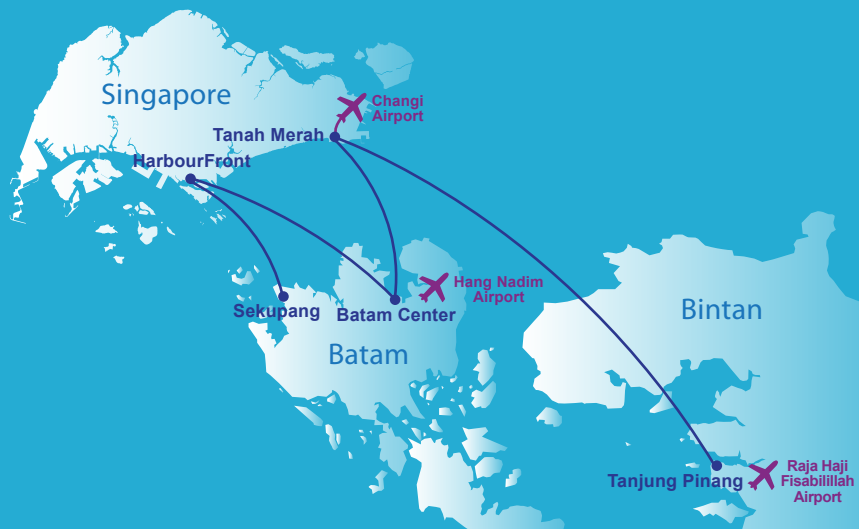 Singapore
Changi
Airport
Tanah Merah
HarbourFront
Hang Nadim
Airport
Sekupang
Batam Center
Bintan
Batam
Raja Haji
Fisabilillah
Airport
Tanjung Pinang